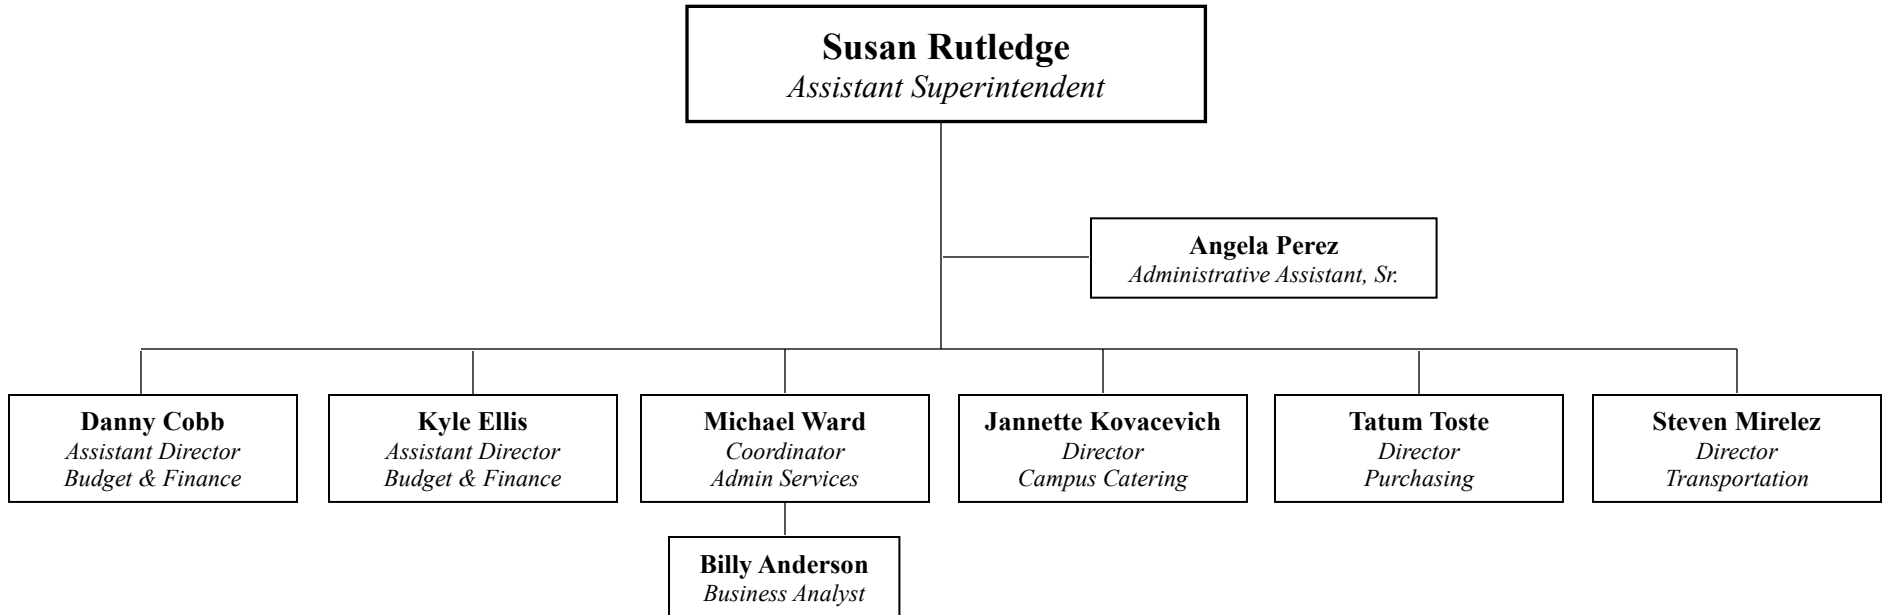 Susan Rutledge
Assistant Superintendent
Angela Perez
Administrative Assistant, Sr.
Danny Cobb
Assistant Director
Budget & Finance
Kyle Ellis
Assistant Director
Budget & Finance
Michael Ward
Coordinator
Admin Services
Jannette Kovacevich
Director
Campus Catering
Tatum Toste
Director
Purchasing
Steven Mirelez
Director
Transportation
Billy Anderson
Business Analyst